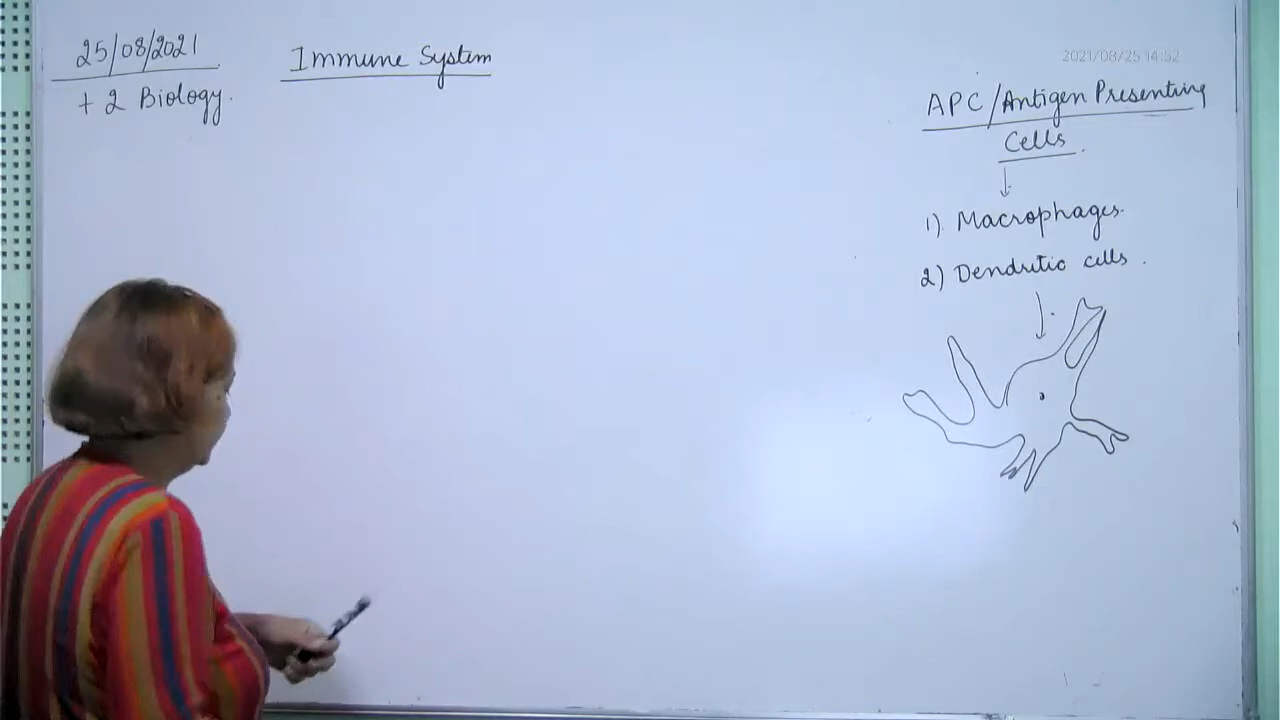 25/08/2021
+ 2 Biology.
Immune System
2021/08/25 14:52
APC/Antigen Presenting
Cells.
1). Macrophages.
2) Dendritic cells.